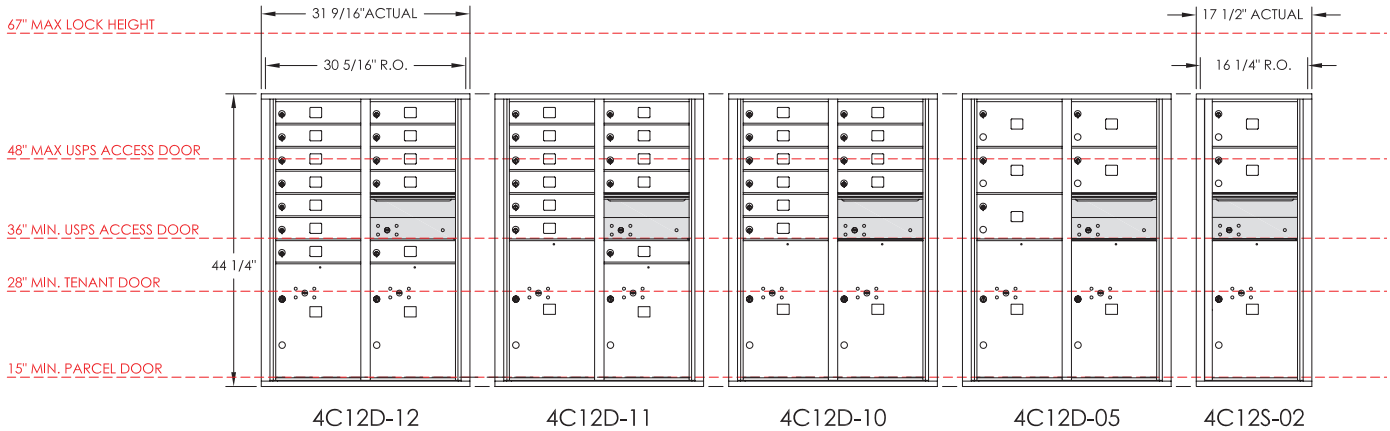 31 9/16"ACTUAL
17 1/2" ACTUAL
67" MAX LOCK HEIGHT
30 5/16" R.O.
16 1/4" R.O.
48" MAX USPS ACCESS DOOR
36" MIN. USPS ACCESS DOOR
44 1/4"
28" MIN. TENANT DOOR
15" MIN. PARCEL DOOR
4C12D-12
4C12D-11
4C12D-10
4C12D-05
4C12S-02